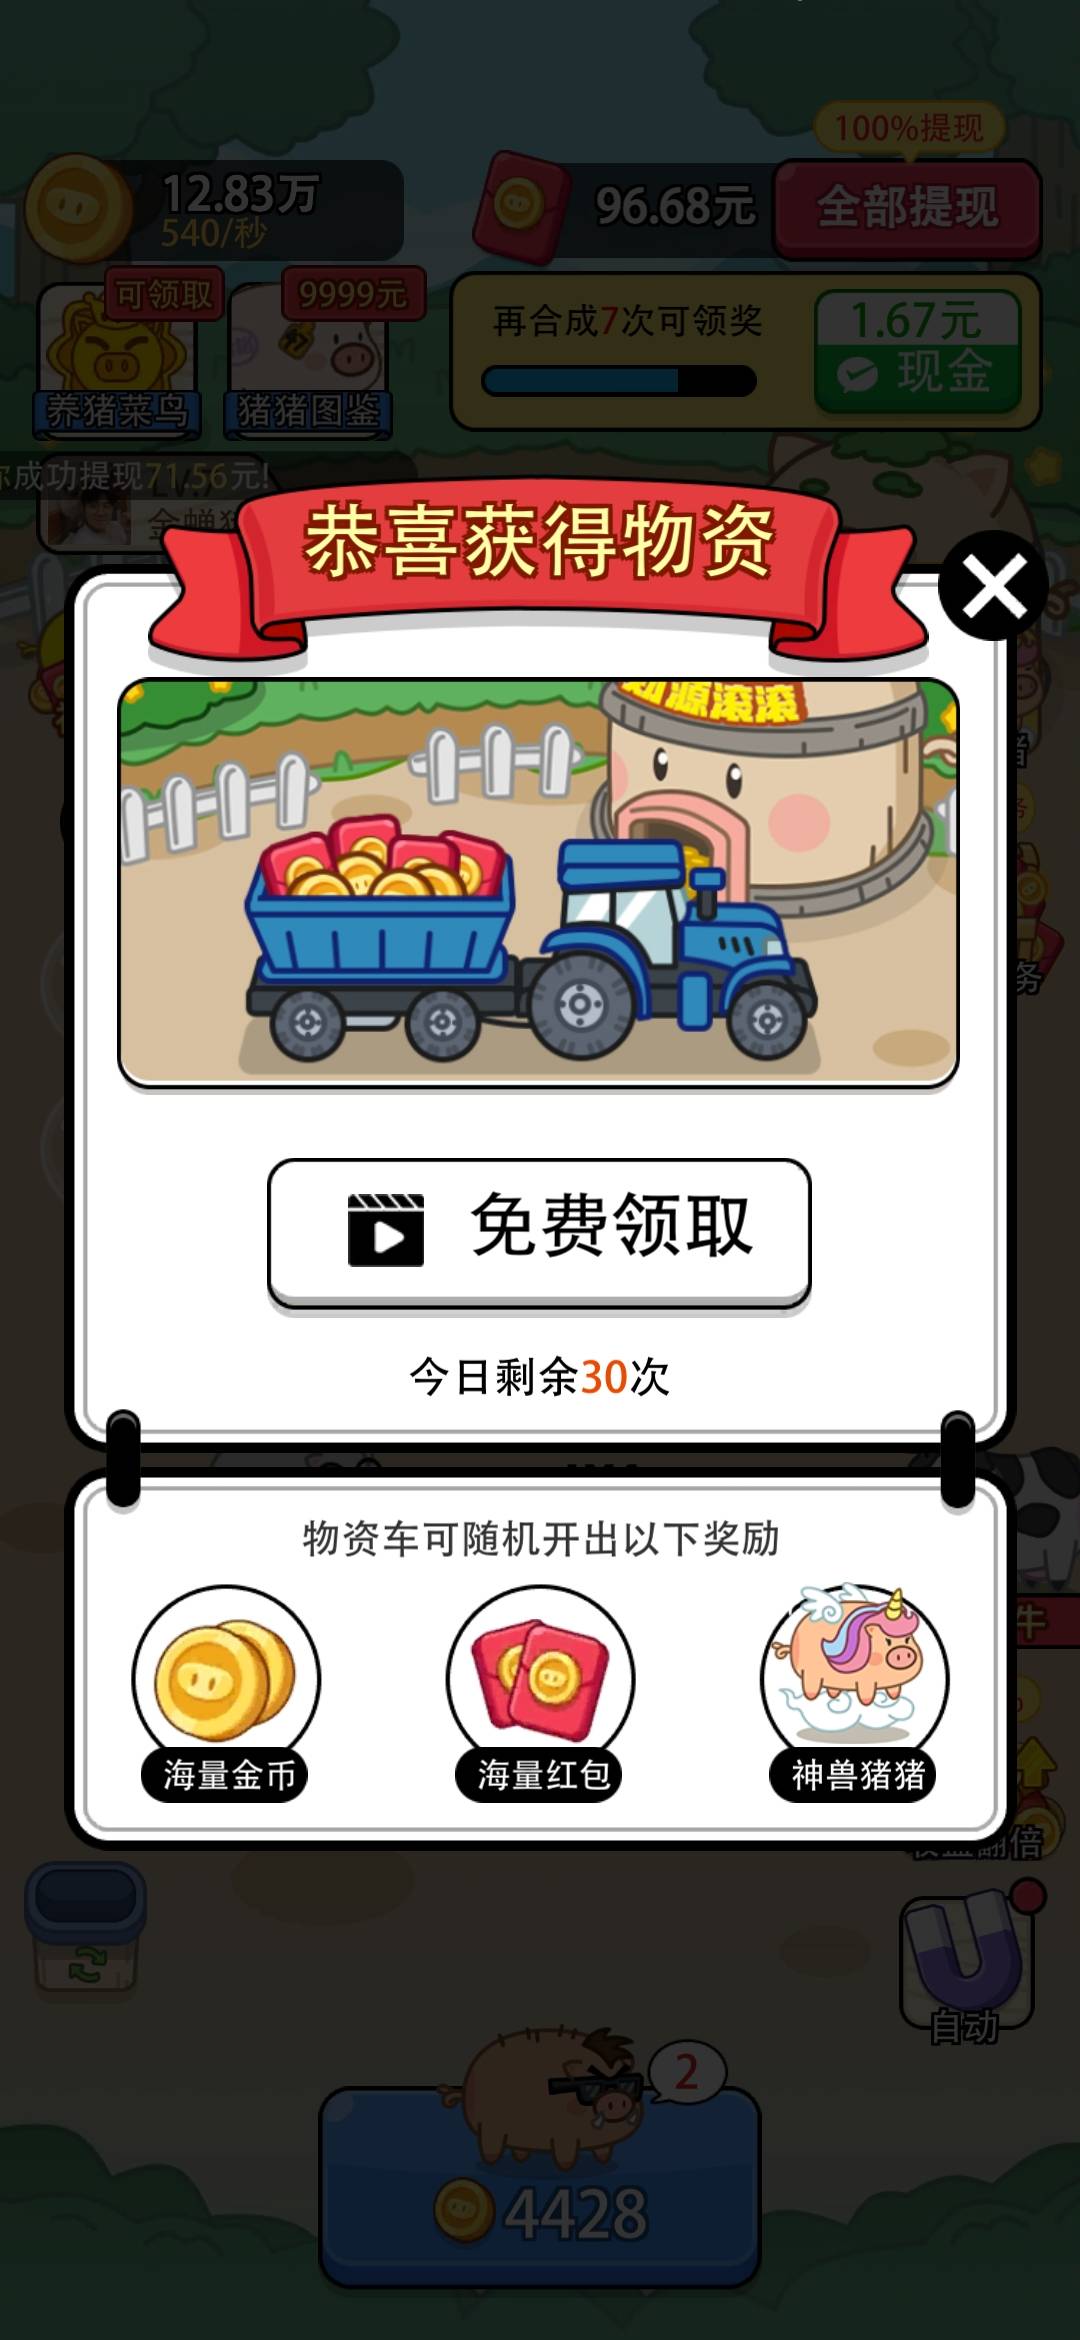 100%提现
12.83万
540/秒
96.68元
全部提现
可领取
9999元
养猪菜鸟
猪猪图鉴
再合成7次可领奖
1.67元
现金
你成功提现71.56元!
恭喜获得物资
财源滚滚
免费领取
今日剩余30次
物资车可随机开出以下奖励
海量金币
海量红包
神兽猪猪
翻倍
自动
2
4428